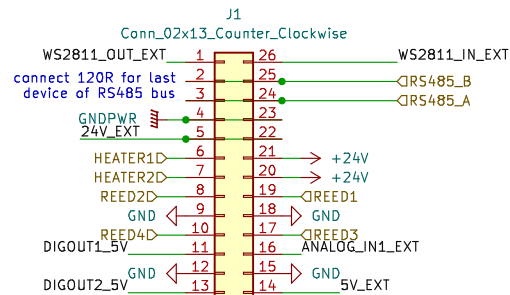 J1
Conn_02x13_Counter_Clockwise
WS2811_OUT_EXT 1 26 WS2811_IN_EXT
connect 120R for last 2 25 RS485_B
device of RS485 bus 3 24 RS485_A
GNDPWR 4 23
24V_EXT 5 22
HEATER1 6 21 +24V
HEATER2 7 20 +24V
REED2 8 19 REED1
GND 9 18 GND
REED4 10 17 REED3
DIGOUT1_5V 11 16 ANALOG_IN1_EXT
GND 12 15 GND
DIGOUT2_5V 13 14 5V_EXT